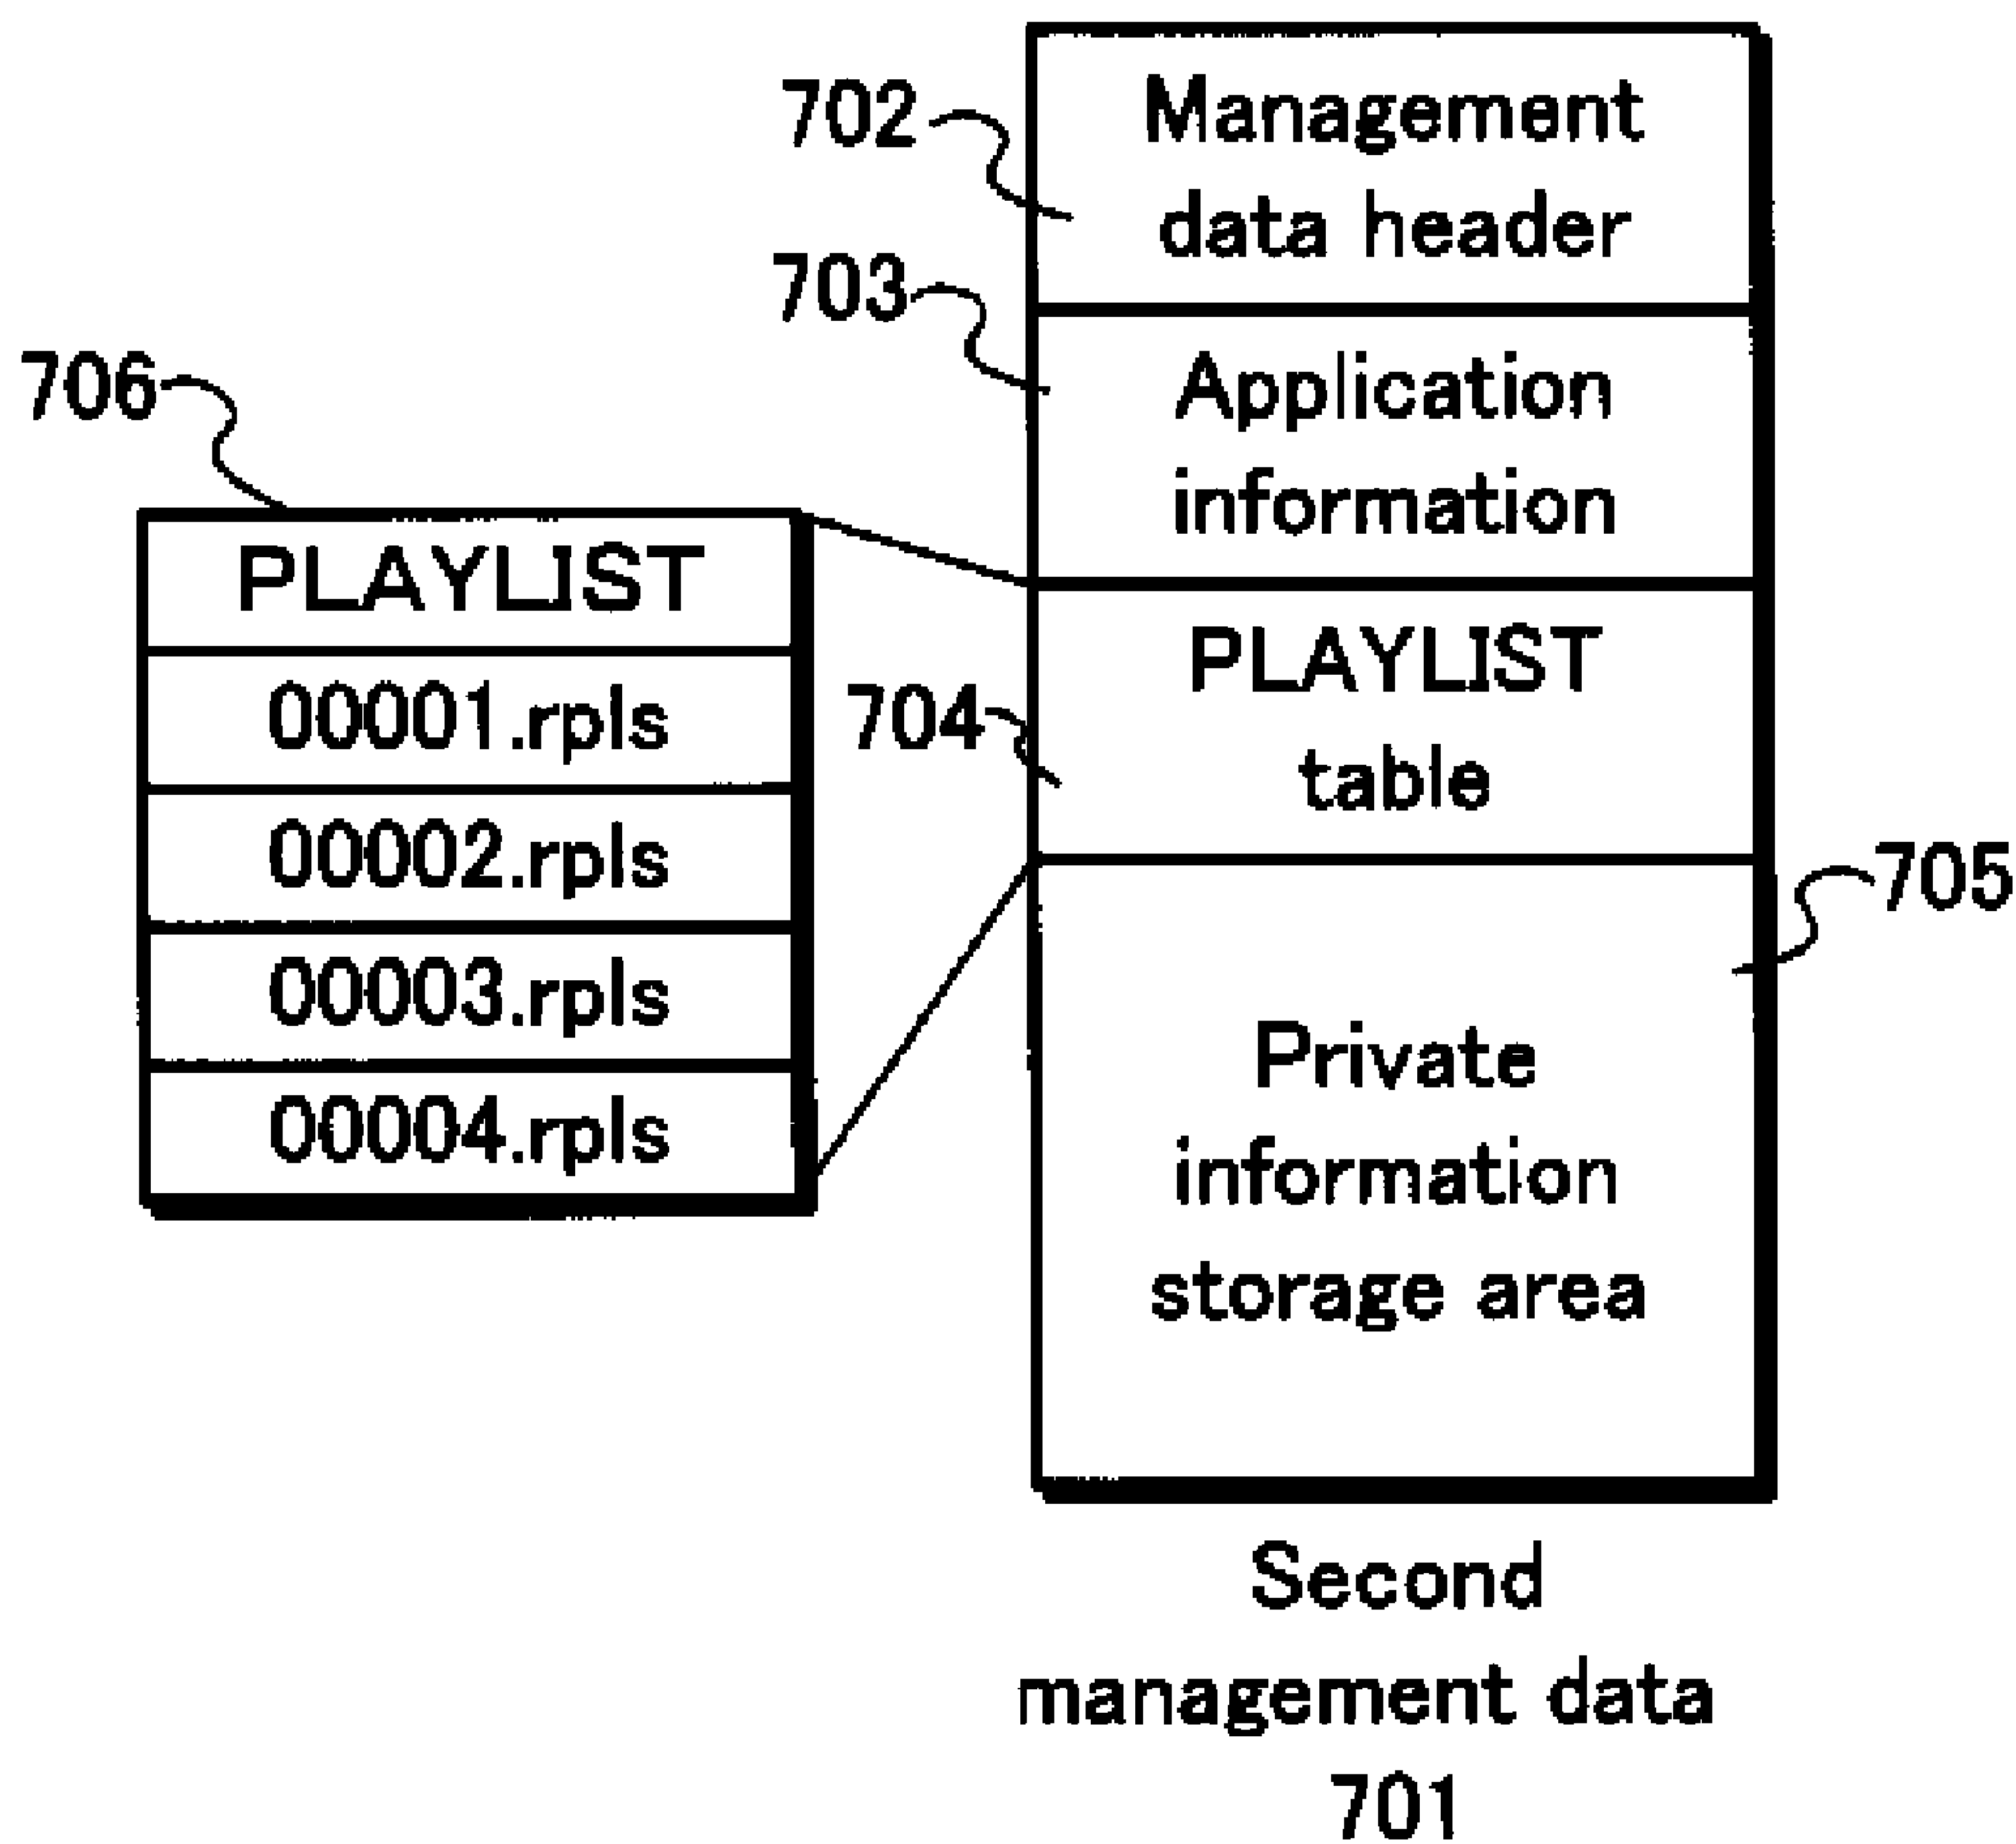 702
Management
data header
703
Application
information
706
PLAYLIST
00001.rpls
00002.rpls
00003.rpls
00004.rpls
704
PLAYLIST
table
705
Private
information
storage area
Second
management data
701